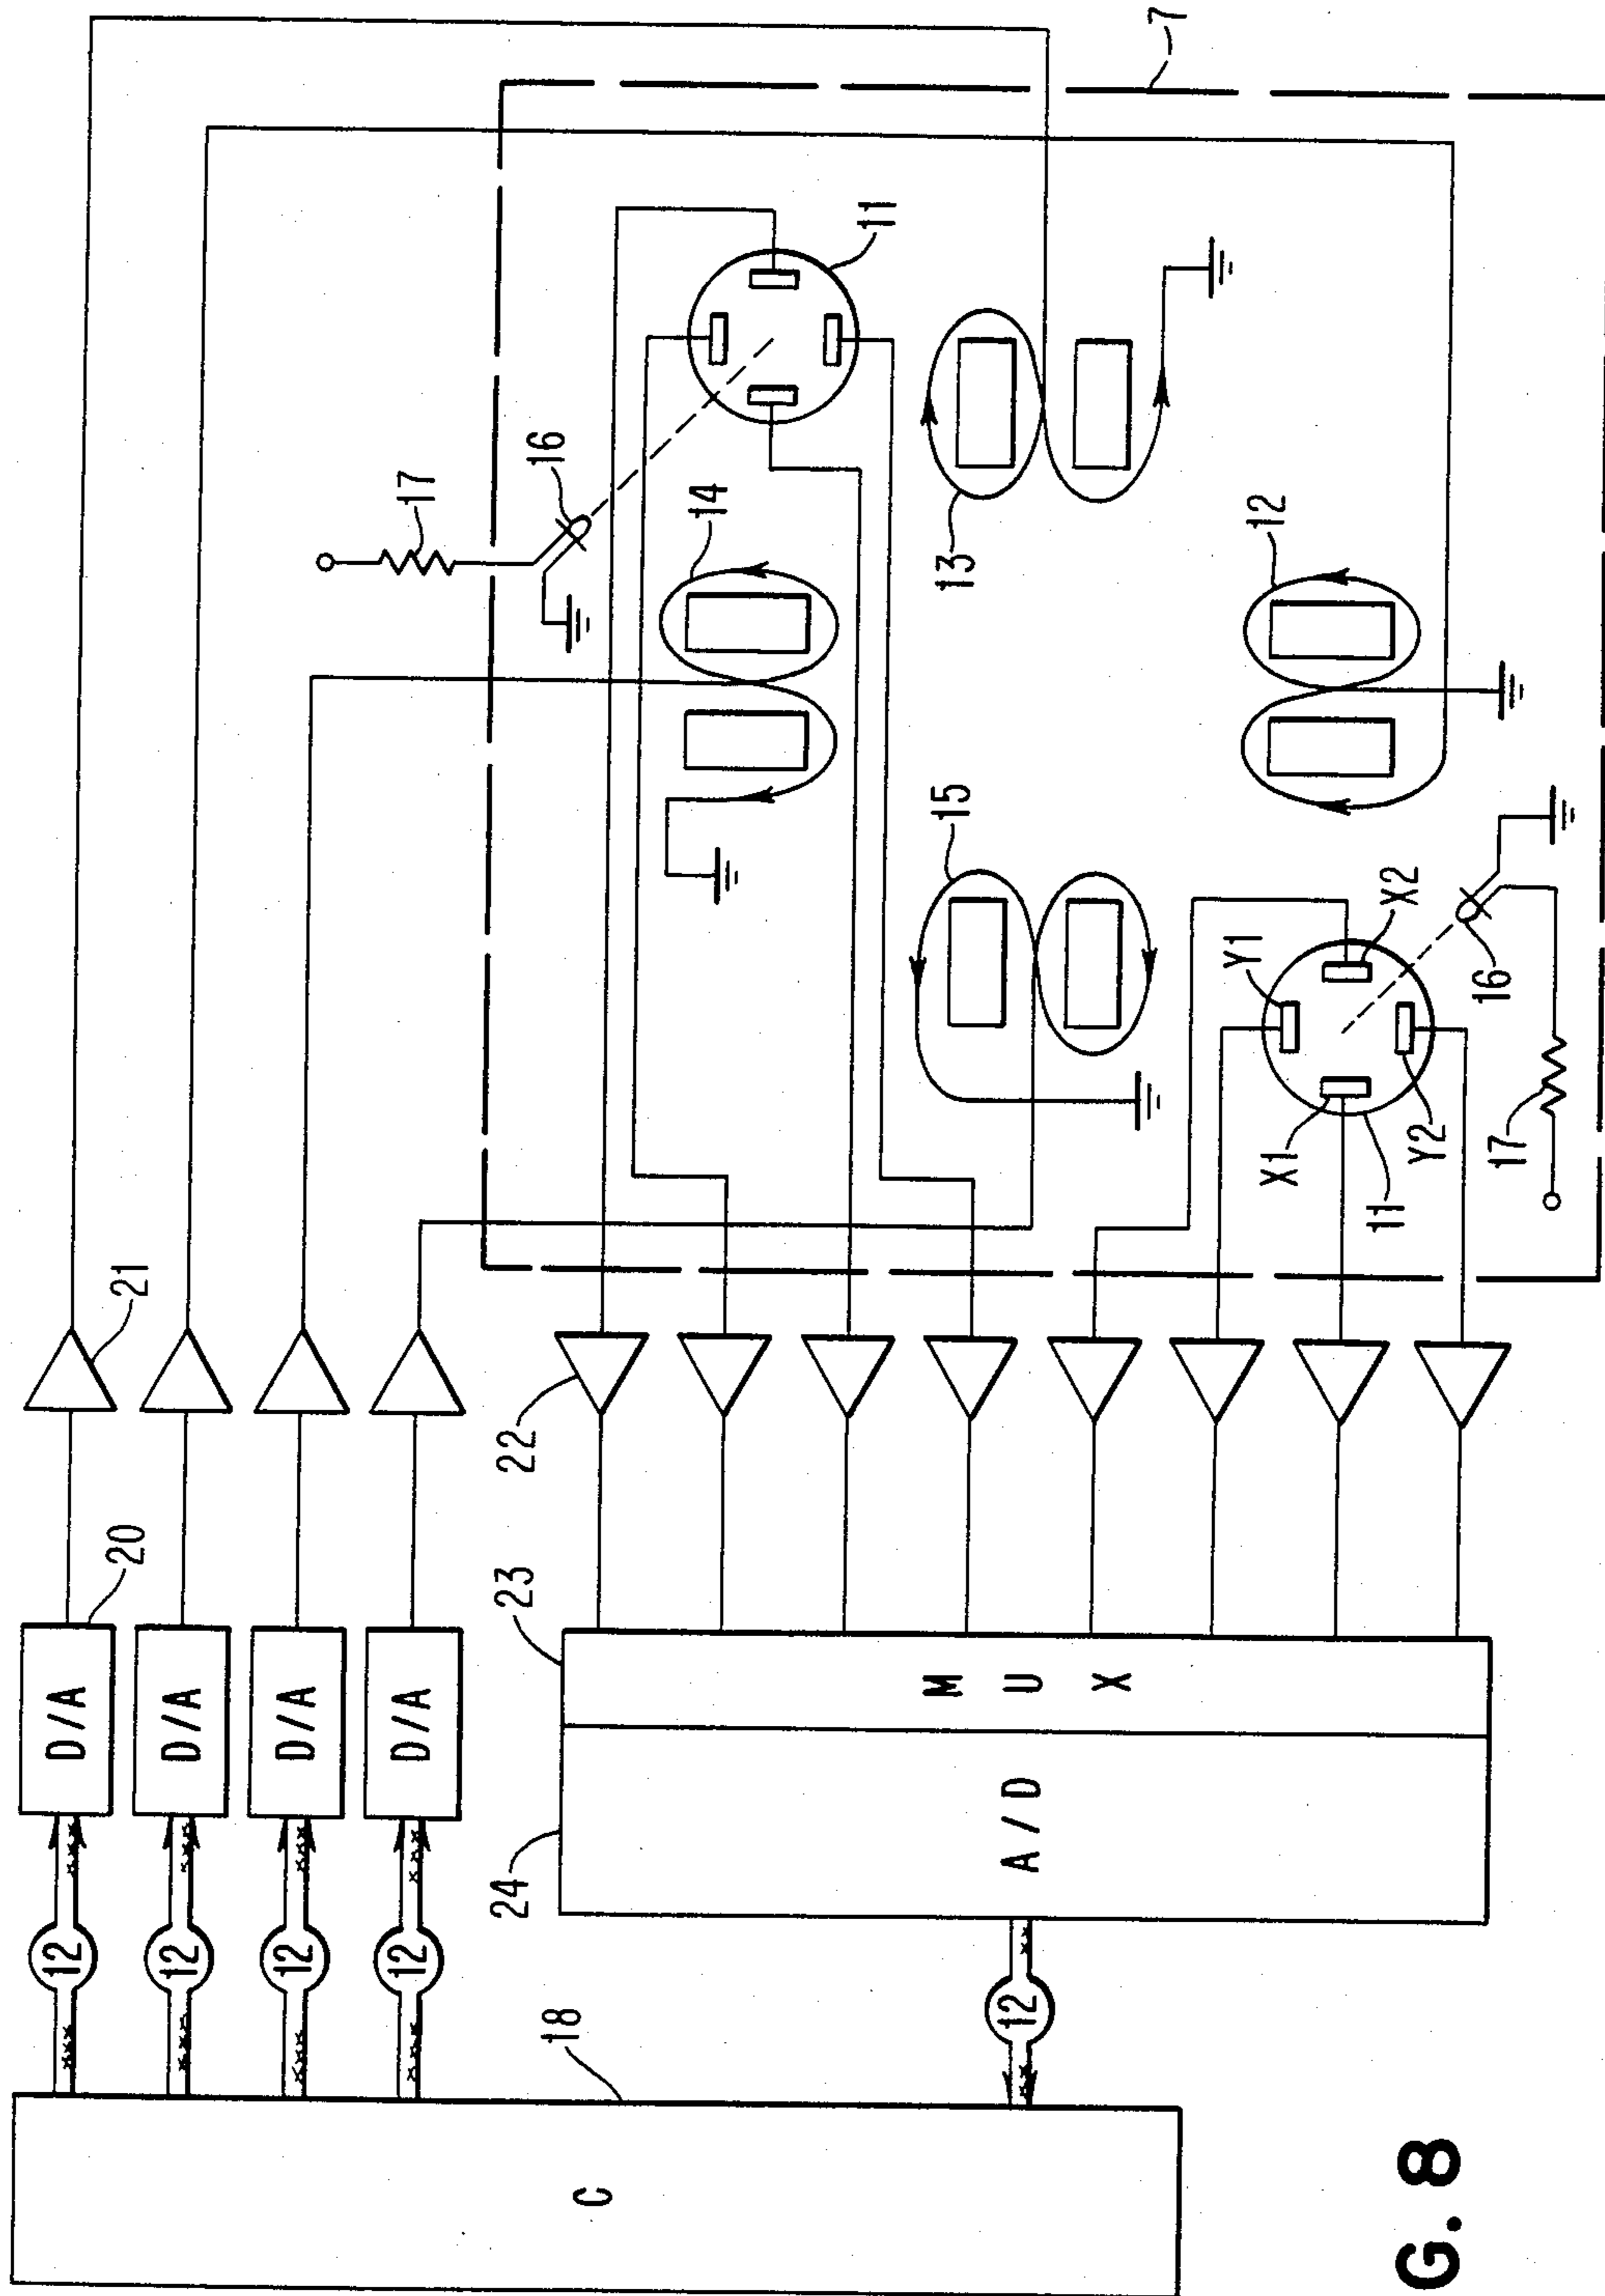 12 D/A 20 21
12 D/A
12 D/A
12 D/A 17
C 18 24 23 22 16
14 11
12 A/D MUX 15 13 7
Y1 12
X1 X2
11 Y2 16
17
G. 8